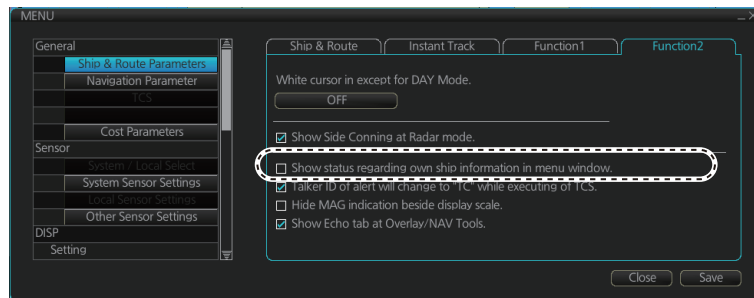 MENU
General
Ship & Route Parameters
Navigation Parameter
TCS
Cost Parameters
Sensor
System / Local Select
System Sensor Settings
Local Sensor Settings
Other Sensor Settings
DISP
Setting
Ship & Route
Instant Track
Function1
Function2
White cursor in except for DAY Mode.
OFF
Show Side Conning at Radar mode.
Show status regarding own ship information in menu window.
Talker ID of alert will change to "TC" while executing of TCS.
Hide MAG indication beside display scale.
Show Echo tab at Overlay/NAV Tools.
Close
Save